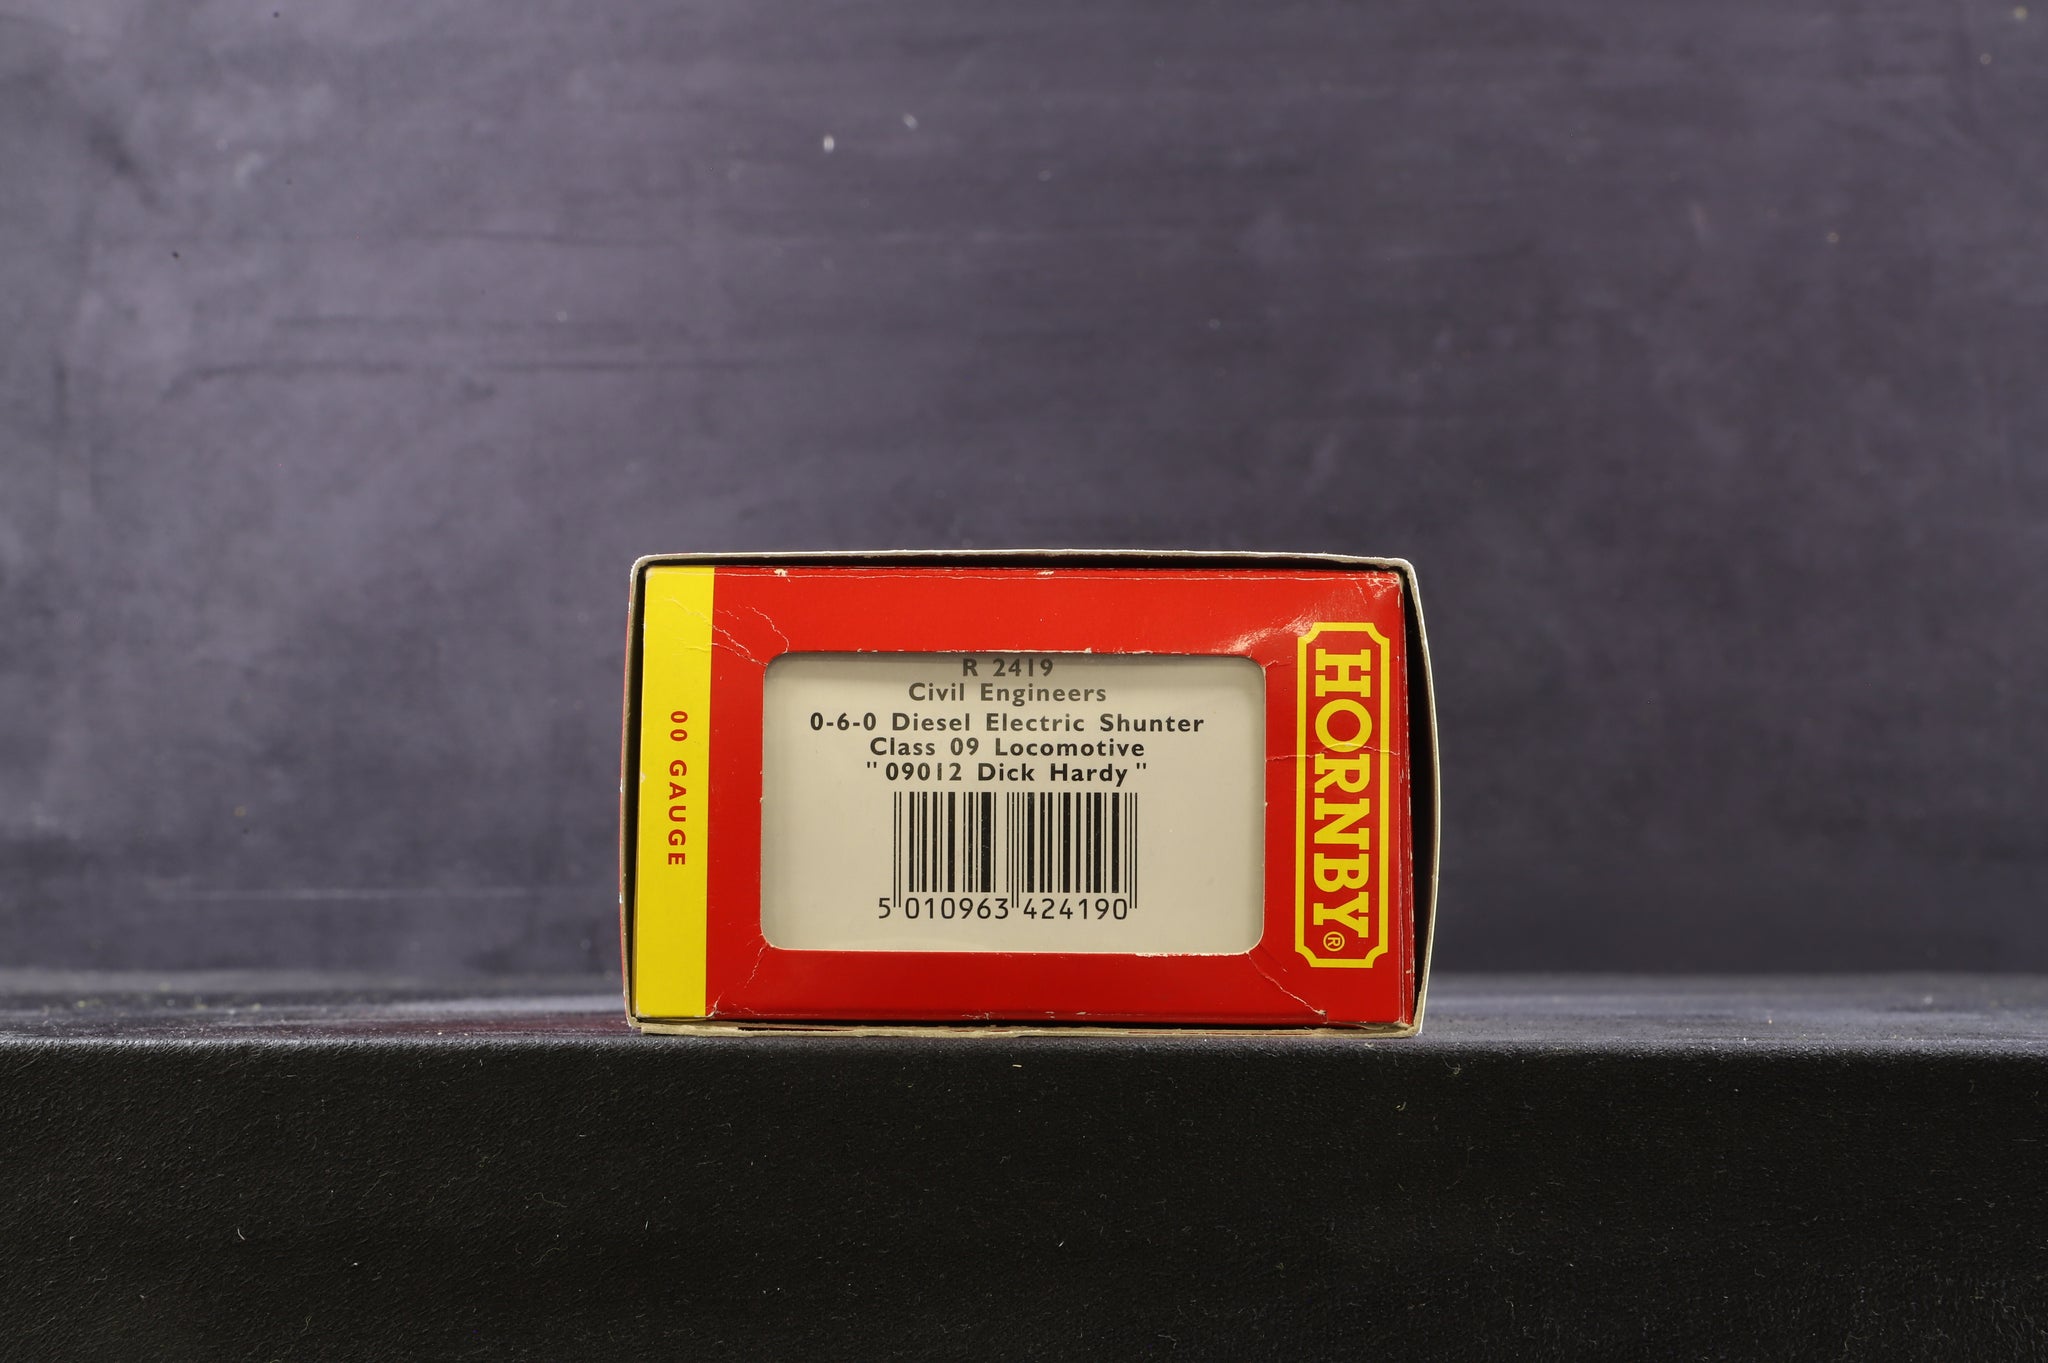 00 GAUGE
R 2419
Civil Engineers
0-6-0 Diesel Electric Shunter
Class 09 Locomotive
"09012 Dick Hardy"
5 010963 424190
HORNBY®